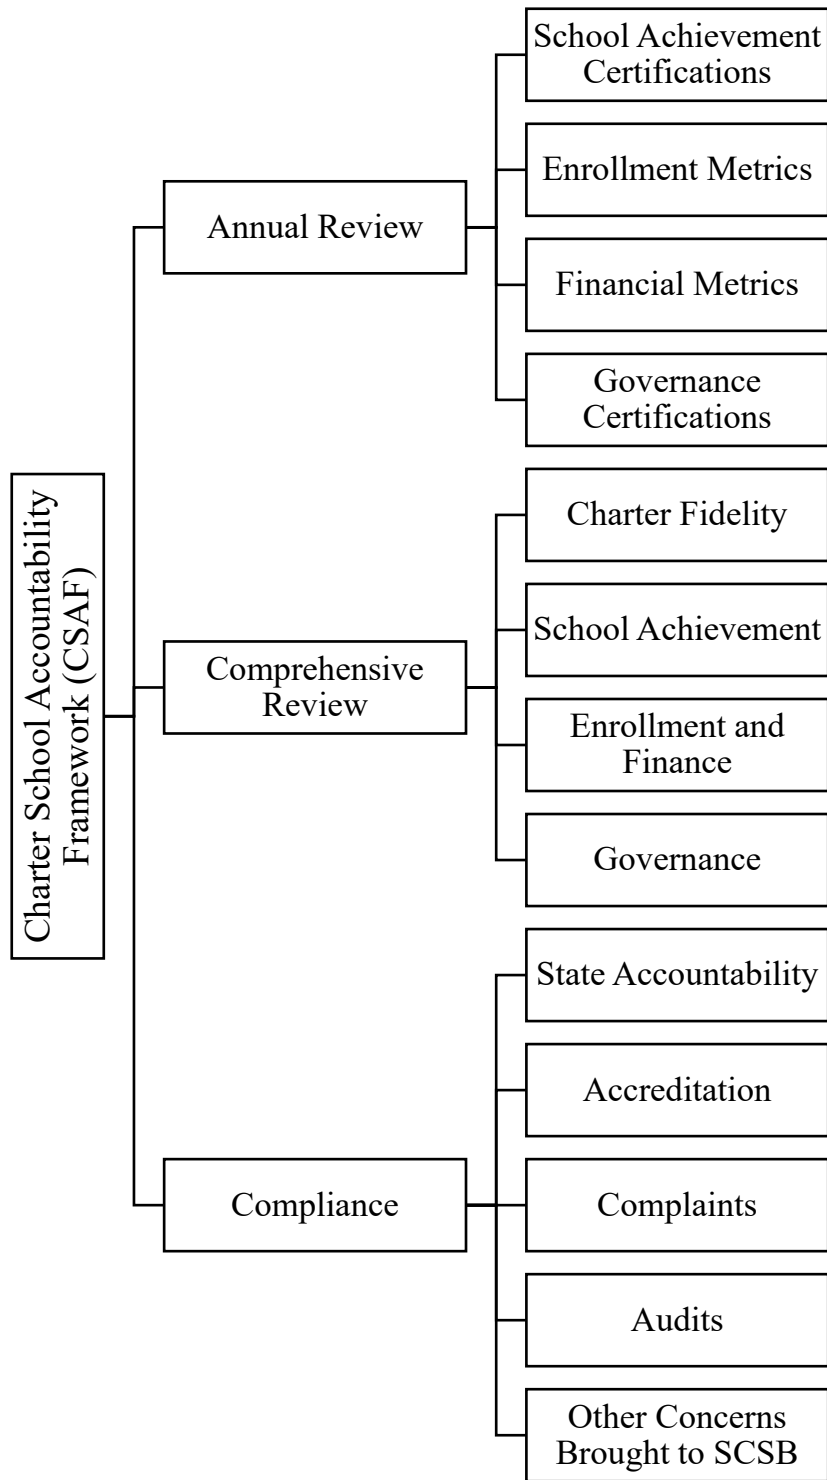 Charter School Accountability
Framework (CSAF)
Annual Review
School Achievement
Certifications
Enrollment Metrics
Financial Metrics
Governance
Certifications
Comprehensive
Review
Charter Fidelity
School Achievement
Enrollment and
Finance
Governance
Compliance
State Accountability
Accreditation
Complaints
Audits
Other Concerns
Brought to SCSB